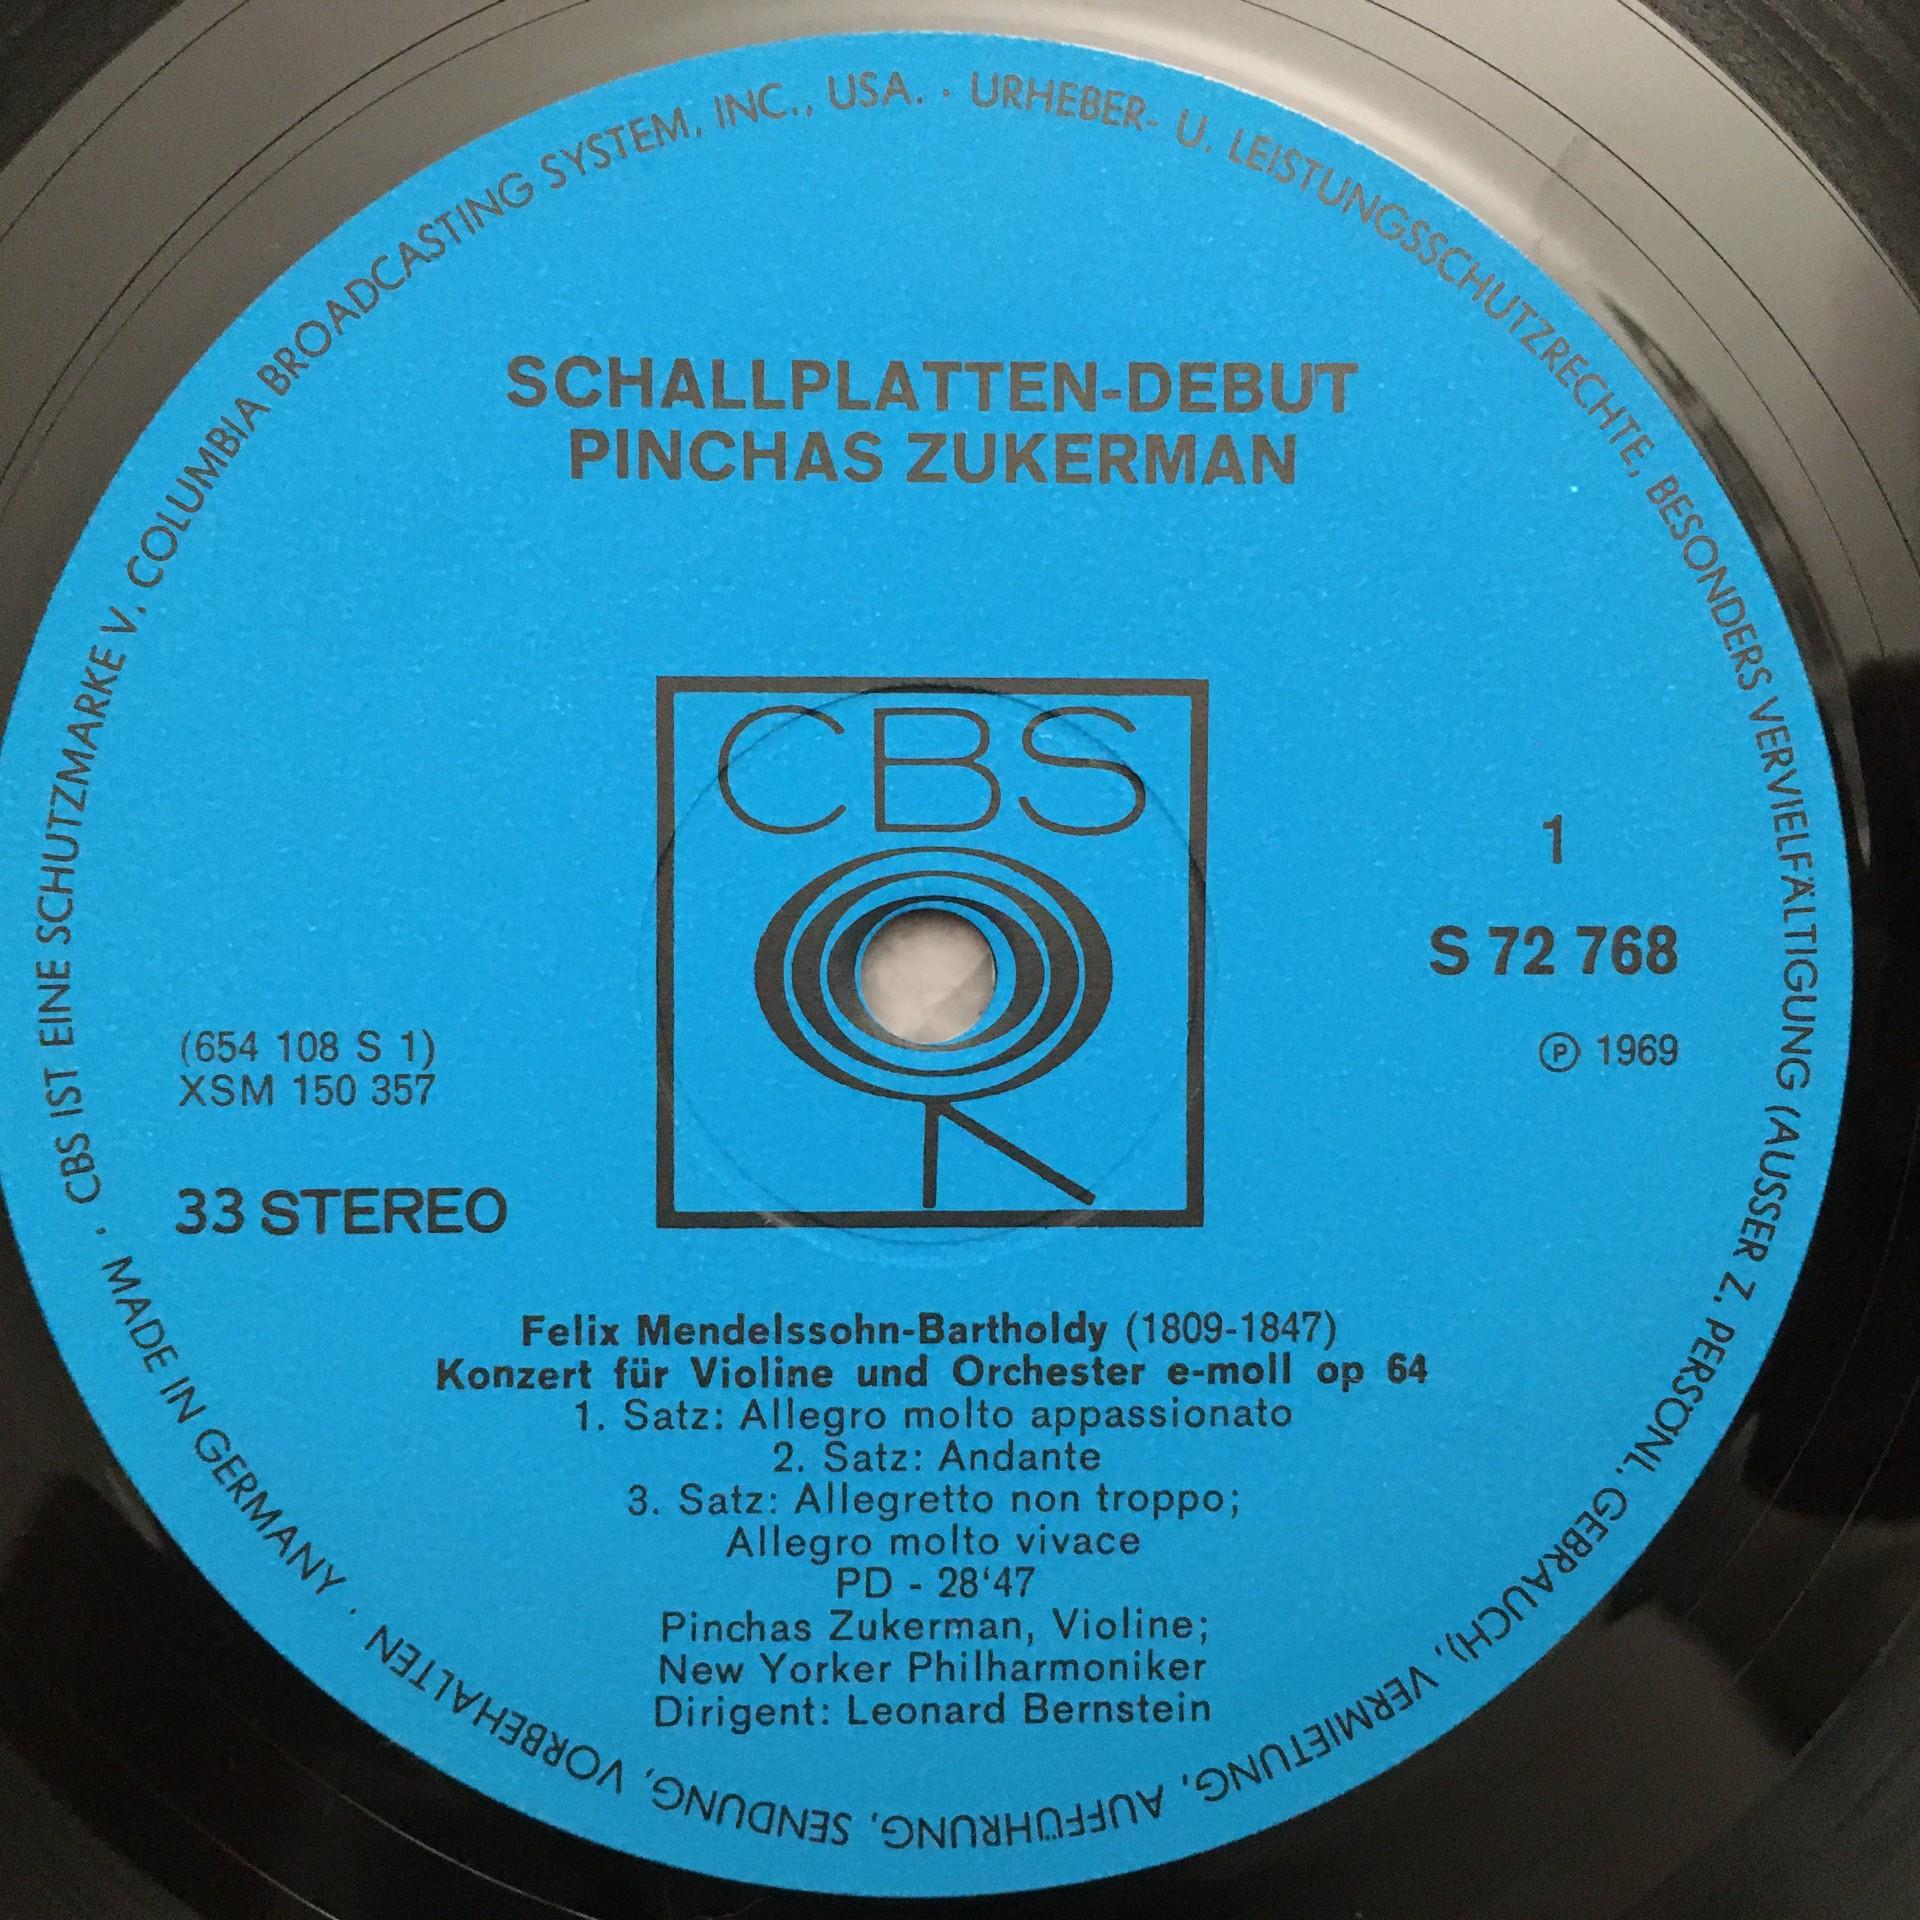 CBS IST EINE SCHUTZMARKE V. COLUMBIA BROADCASTING SYSTEM, INC., USA. · URHEBER- U. LEISTUNGSSCHUTZRECHTE, BESONDERS VERVIELFÄLTIGUNG (AUSSER Z. PERSÖNL. GEBRAUCH), VERMIETUNG, AUFFÜHRUNG, SENDUNG, VORBEHALTEN · MADE IN GERMANY ·
SCHALLPLATTEN-DEBUT
PINCHAS ZUKERMAN
CBS
1
S 72 768
Ⓟ 1969
(654 108 S 1)
XSM 150 357
33 STEREO
Felix Mendelssohn-Bartholdy (1809-1847)
Konzert für Violine und Orchester e-moll op 64
1. Satz: Allegro molto appassionato
2. Satz: Andante
3. Satz: Allegretto non troppo;
Allegro molto vivace
PD - 28‘47
Pinchas Zukerman, Violine;
New Yorker Philharmoniker
Dirigent: Leonard Bernstein